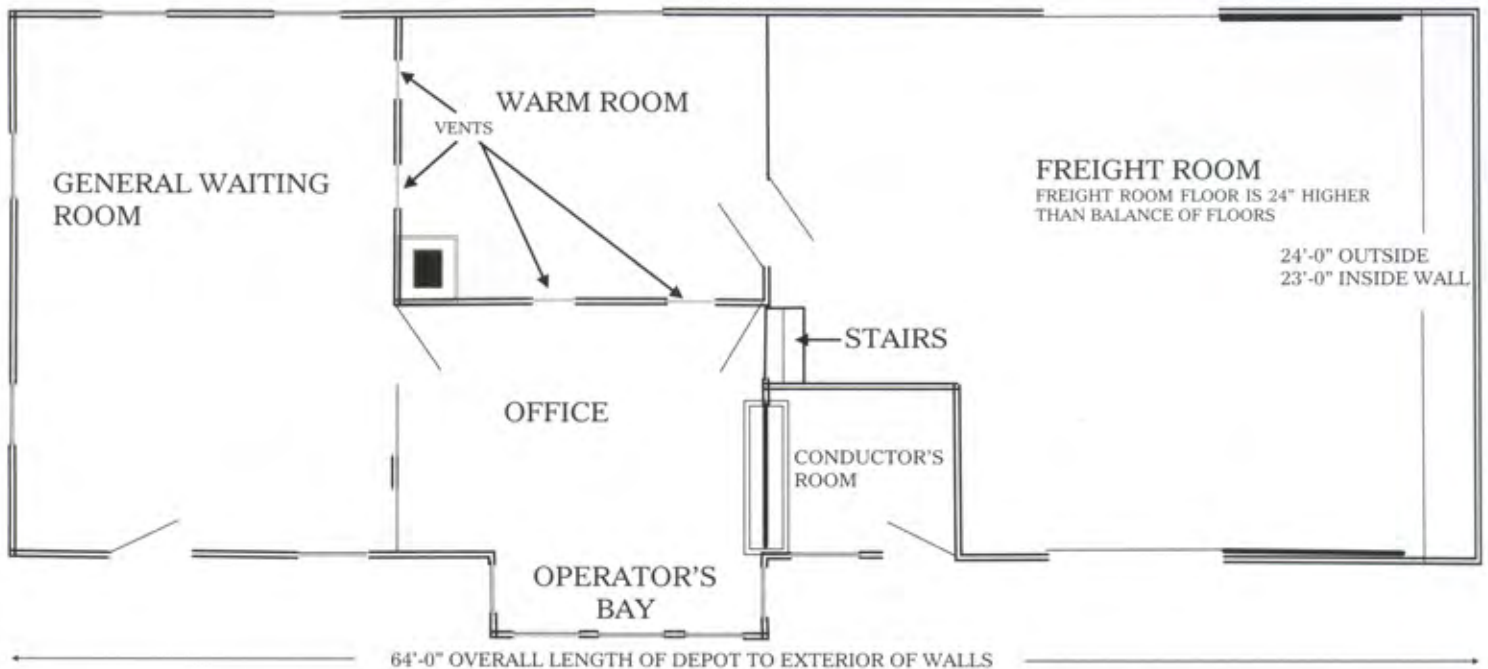 WARM ROOM
VENTS
GENERAL WAITING
ROOM
FREIGHT ROOM
FREIGHT ROOM FLOOR IS 24" HIGHER
THAN BALANCE OF FLOORS
24'-0" OUTSIDE
23'-0" INSIDE WALL
STAIRS
OFFICE
CONDUCTOR'S
ROOM
OPERATOR'S
BAY
64'-0" OVERALL LENGTH OF DEPOT TO EXTERIOR OF WALLS